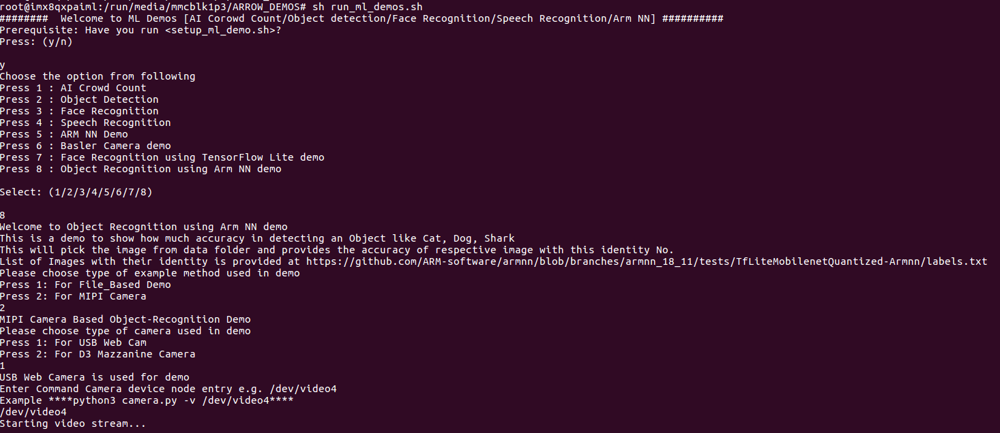 root@imx8qxpaiml:/run/media/mmcblk1p3/ARROW_DEMOS# sh run_ml_demos.sh
########  Welcome to ML Demos [AI Corowd Count/Object detection/Face Recognition/Speech Recognition/Arm NN] ##########
Prerequisite: Have you run <setup_ml_demo.sh>?
Press: (y/n)

y
Choose the option from following
Press 1 : AI Crowd Count
Press 2 : Object Detection
Press 3 : Face Recognition
Press 4 : Speech Recognition
Press 5 : ARM NN Demo
Press 6 : Basler Camera demo
Press 7 : Face Recognition using TensorFlow Lite demo
Press 8 : Object Recognition using Arm NN demo

Select: (1/2/3/4/5/6/7/8)

8
Welcome to Object Recognition using Arm NN demo
This is a demo to show how much accuracy in detecting an Object like Cat, Dog, Shark
This will pick the image from data folder and provides the accuracy of respective image with this identity No.
List of Images with their identity is provided at https://github.com/ARM-software/armnn/blob/branches/armnn_18_11/tests/TfLiteMobilenetQuantized-Armnn/labels.txt
Please choose type of example method used in demo
Press 1: For File_Based Demo
Press 2: For MIPI Camera
2
MIPI Camera Based Object-Recognition Demo
Please choose type of camera used in demo
Press 1: For USB Web Cam
Press 2: For D3 Mazzanine Camera
1
USB Web Camera is used for demo
Enter Command Camera device node entry e.g. /dev/video4
Example ****python3 camera.py -v /dev/video4****
/dev/video4
Starting video stream...